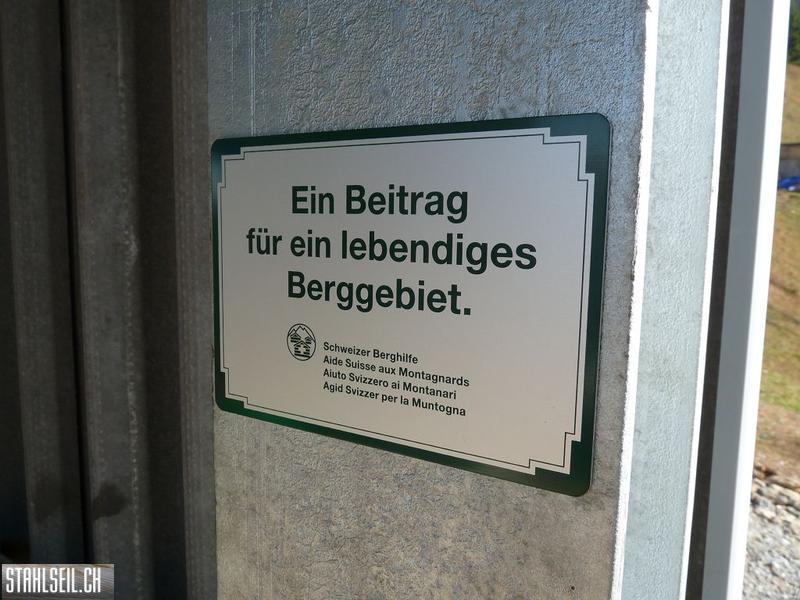 Ein Beitrag
für ein lebendiges
Berggebiet.
Schweizer Berghilfe
Aide Suisse aux Montagnards
Aiuto Svizzero ai Montanari
Agid Svizzer per la Muntogna
STAHLSEIL.CH